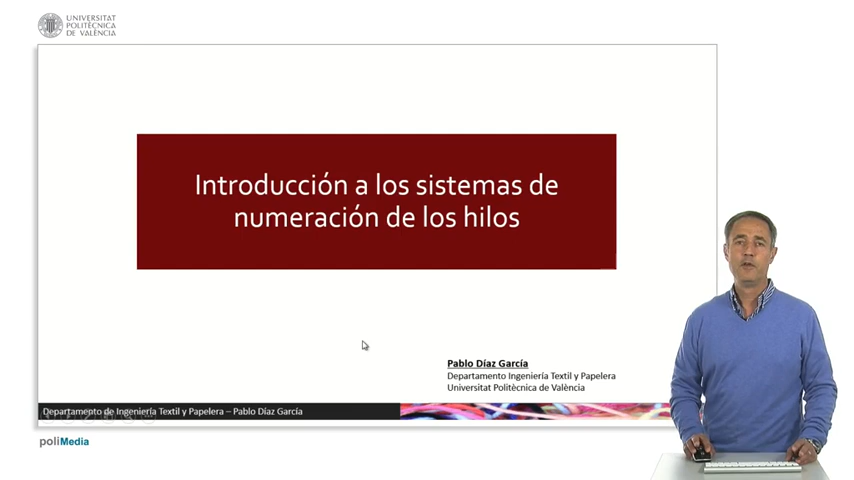 UNIVERSITAT
POLITÈCNICA
DE VALÈNCIA
Introducción a los sistemas de
numeración de los hilos
Pablo Díaz García
Departamento Ingeniería Textil y Papelera
Universitat Politècnica de València
Departamento de Ingeniería Textil y Papelera – Pablo Díaz García
poliMedia